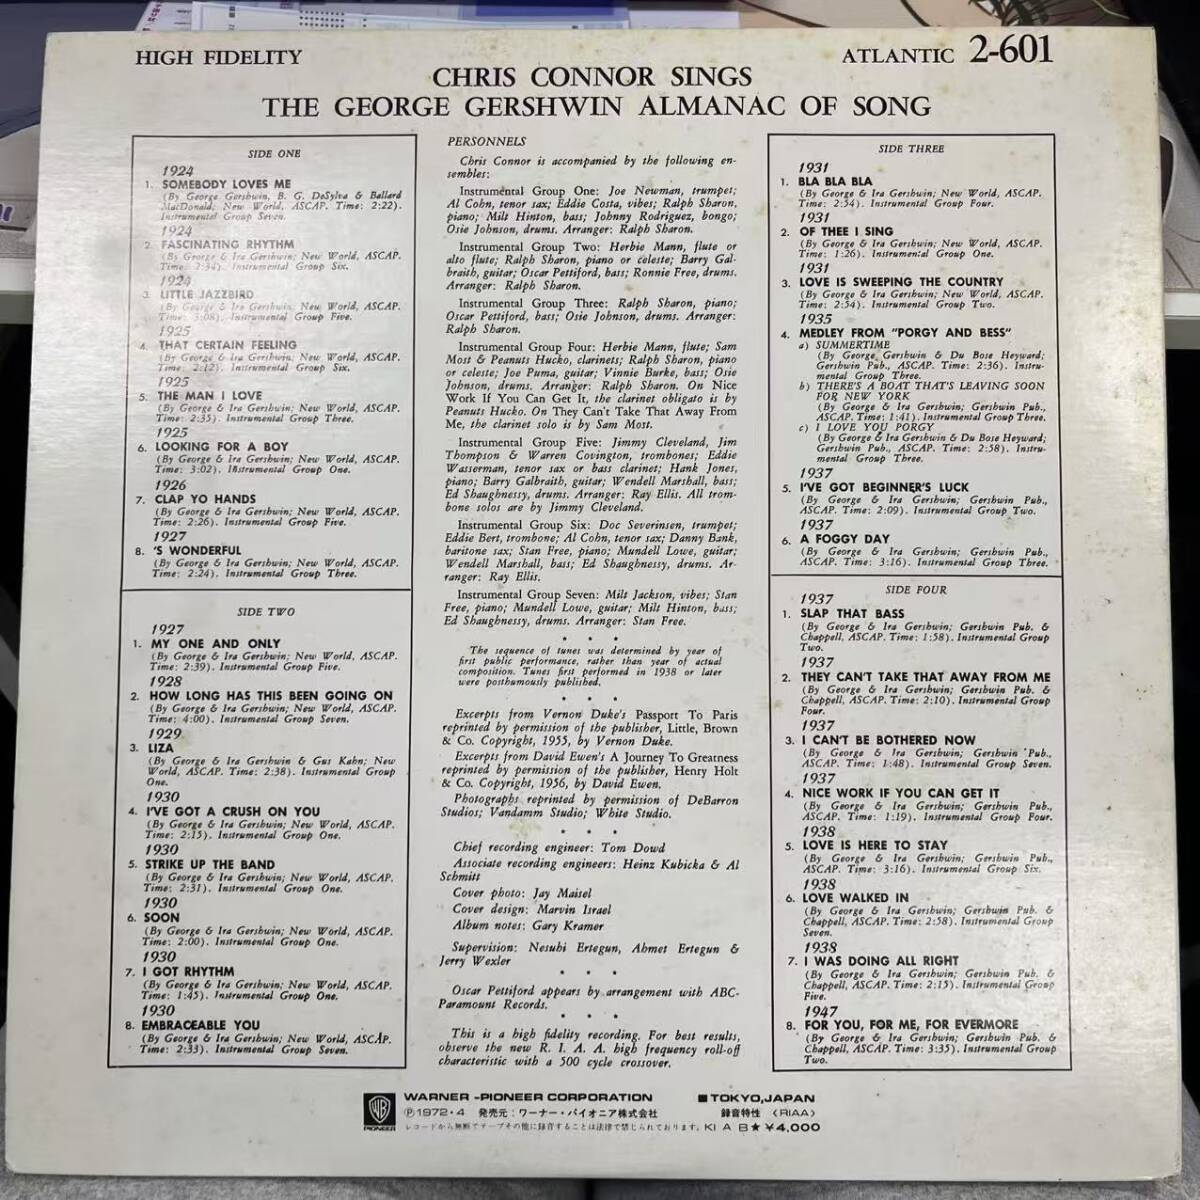 HIGH FIDELITY
ATLANTIC 2-601
CHRIS CONNOR SINGS
THE GEORGE GERSHWIN ALMANAC OF SONG
SIDE ONE
1924
1. SOMEBODY LOVES ME
(By George Gershwin, B. G. DeSylva & Ballard
MacDonald; New World, ASCAP. Time: 2:22).
Instrumental Group Seven.
1924
2. FASCINATING RHYTHM
(By George & Ira Gershwin; New World, ASCAP.
Time: 2:34). Instrumental Group Six.
1924
3. LITTLE JAZZBIRD
(By George & Ira Gershwin; New World, ASCAP.
Time: 3:08). Instrumental Group Five.
1925
4. THAT CERTAIN FEELING
(By George & Ira Gershwin; New World, ASCAP.
Time: 2:12). Instrumental Group Six.
1925
5. THE MAN I LOVE
(By George & Ira Gershwin; New World, ASCAP.
Time: 2:35). Instrumental Group Three.
1925
6. LOOKING FOR A BOY
(By George & Ira Gershwin; New World, ASCAP.
Time: 3:02). Instrumental Group One.
1926
7. CLAP YO HANDS
(By George & Ira Gershwin; New World, ASCAP.
Time: 2:26). Instrumental Group Five.
1927
8. 'S WONDERFUL
(By George & Ira Gershwin; New World, ASCAP.
Time: 2:24). Instrumental Group Three.
SIDE TWO
1927
1. MY ONE AND ONLY
(By George & Ira Gershwin; New World, ASCAP.
Time: 2:39). Instrumental Group Five.
1928
2. HOW LONG HAS THIS BEEN GOING ON
(By George & Ira Gershwin; New World, ASCAP.
Time: 4:00). Instrumental Group Seven.
1929
3. LIZA
(By George & Ira Gershwin & Gus Kahn; New
World, ASCAP. Time: 2:38). Instrumental Group
One.
1930
4. I'VE GOT A CRUSH ON YOU
(By George & Ira Gershwin; New World, ASCAP.
Time: 2:15). Instrumental Group One.
1930
5. STRIKE UP THE BAND
(By George & Ira Gershwin; New World, ASCAP.
Time: 2:31). Instrumental Group One.
1930
6. SOON
(By George & Ira Gershwin; New World, ASCAP.
Time: 2:00). Instrumental Group One.
1930
7. I GOT RHYTHM
(By George & Ira Gershwin; New World, ASCAP.
Time: 1:45). Instrumental Group One.
1930
8. EMBRACEABLE YOU
(By George & Ira Gershwin; New World, ASCAP.
Time: 2:33). Instrumental Group Seven.
PERSONNELS
Chris Connor is accompanied by the following en-
sembles:
Instrumental Group One: Joe Newman, trumpet;
Al Cohn, tenor sax; Eddie Costa, vibes; Ralph Sharon,
piano; Milt Hinton, bass; Johnny Rodriguez, bongo;
Osie Johnson, drums. Arranger: Ralph Sharon.
Instrumental Group Two: Herbie Mann, flute or
alto flute; Ralph Sharon, piano or celeste; Barry Gal-
braith, guitar; Oscar Pettiford, bass; Ronnie Free, drums.
Arranger: Ralph Sharon.
Instrumental Group Three: Ralph Sharon, piano;
Oscar Pettiford, bass; Osie Johnson, drums. Arranger:
Ralph Sharon.
Instrumental Group Four: Herbie Mann, flute; Sam
Most & Peanuts Hucko, clarinets; Ralph Sharon, piano
or celeste; Joe Puma, guitar; Vinnie Burke, bass; Osie
Johnson, drums. Arranger: Ralph Sharon. On Nice
Work If You Can Get It, the clarinet obligato is by
Peanuts Hucko. On They Can't Take That Away From
Me, the clarinet solo is by Sam Most.
Instrumental Group Five: Jimmy Cleveland, Jim
Thompson & Warren Covington, trombones; Eddie
Wasserman, tenor sax or bass clarinet; Hank Jones,
piano; Barry Galbraith, guitar; Wendell Marshall, bass;
Ed Shaughnessy, drums. Arranger: Ray Ellis. All trom-
bone solos are by Jimmy Cleveland.
Instrumental Group Six: Doc Severinsen, trumpet;
Eddie Bert, trombone; Al Cohn, tenor sax; Danny Bank,
baritone sax; Stan Free, piano; Mundell Lowe, guitar;
Wendell Marshall, bass; Ed Shaughnessy, drums. Ar-
ranger: Ray Ellis.
Instrumental Group Seven: Milt Jackson, vibes; Stan
Free, piano; Mundell Lowe, guitar; Milt Hinton, bass;
Ed Shaughnessy, drums. Arranger: Stan Free.
* * *
The sequence of tunes was determined by year of
first public performance, rather than year of actual
composition. Tunes first performed in 1938 or later
were posthumously published.
* * *
Excerpts from Vernon Duke's Passport To Paris
reprinted by permission of the publisher, Little, Brown
& Co. Copyright, 1955, by Vernon Duke.
Excerpts from David Ewen's A Journey To Greatness
reprinted by permission of the publisher, Henry Holt
& Co. Copyright, 1956, by David Ewen.
Photographs reprinted by permission of DeBarron
Studios; Vandamm Studio; White Studio.
* * *
Chief recording engineer: Tom Dowd
Associate recording engineers: Heinz Kubicka & Al
Schmitt
Cover photo: Jay Maisel
Cover design: Marvin Israel
Album notes: Gary Kramer
Supervision: Nesuhi Ertegun, Ahmet Ertegun &
Jerry Wexler
* * *
Oscar Pettiford appears by arrangement with ABC-
Paramount Records.
* * *
This is a high fidelity recording. For best results,
observe the new R. I. A. A. high frequency roll-off
characteristic with a 500 cycle crossover.
SIDE THREE
1931
1. BLA BLA BLA
(By George & Ira Gershwin; New World, ASCAP.
Time: 2:54). Instrumental Group Four.
1931
2. OF THEE I SING
(By George & Ira Gershwin; New World, ASCAP.
Time: 1:26). Instrumental Group One.
1931
3. LOVE IS SWEEPING THE COUNTRY
(By George & Ira Gershwin; New World, ASCAP.
Time: 2:54). Instrumental Group Two.
1935
4. MEDLEY FROM "PORGY AND BESS"
a) SUMMERTIME
(By George Gershwin & Du Bose Heyward;
Gershwin Pub., ASCAP. Time: 2:36). Instru-
mental Group Three.
b) THERE'S A BOAT THAT'S LEAVING SOON
FOR NEW YORK
(By George & Ira Gershwin; Gershwin Pub.,
ASCAP. Time: 1:41). Instrumental Group Three.
c) I LOVE YOU PORGY
(By George & Ira Gershwin & Du Bose Heyward;
Gershwin Pub., ASCAP. Time: 2:58). Instru-
mental Group Three.
1937
5. I'VE GOT BEGINNER'S LUCK
(By George & Ira Gershwin; Gershwin Pub.,
ASCAP. Time: 2:09). Instrumental Group Two.
1937
6. A FOGGY DAY
(By George & Ira Gershwin; Gershwin Pub.,
ASCAP. Time: 3:16). Instrumental Group Three.
SIDE FOUR
1937
1. SLAP THAT BASS
(By George & Ira Gershwin; Gershwin Pub. &
Chappell, ASCAP. Time: 1:58). Instrumental Group
Two.
1937
2. THEY CAN'T TAKE THAT AWAY FROM ME
(By George & Ira Gershwin; Gershwin Pub. &
Chappell, ASCAP. Time: 2:10). Instrumental Group
Four.
1937
3. I CAN'T BE BOTHERED NOW
(By George & Ira Gershwin; Gershwin Pub.,
ASCAP. Time: 1:48). Instrumental Group Seven.
1937
4. NICE WORK IF YOU CAN GET IT
(By George & Ira Gershwin; Gershwin Pub.,
ASCAP. Time: 1:19). Instrumental Group Four.
1938
5. LOVE IS HERE TO STAY
(By George & Ira Gershwin; Gershwin Pub.,
ASCAP. Time: 3:16). Instrumental Group Six.
1938
6. LOVE WALKED IN
(By George & Ira Gershwin; Gershwin Pub. &
Chappell, ASCAP. Time: 2:58). Instrumental Group
Seven.
1938
7. I WAS DOING ALL RIGHT
(By George & Ira Gershwin; Gershwin Pub. &
Chappell, ASCAP. Time: 2:15). Instrumental Group
Five.
1947
8. FOR YOU, FOR ME, FOR EVERMORE
(By George & Ira Gershwin; Gershwin Pub. &
Chappell, ASCAP. Time: 3:35). Instrumental Group
Two.
WB
PIONEER
WARNER-PIONEER CORPORATION ■TOKYO,JAPAN
Ⓟ1972・4 発売元：ワーナー・パイオニア株式会社 録音特性 〈RIAA〉
レコードから無断でテープその他に録音することは法律で禁じられております。 KI A B★ ¥4,000